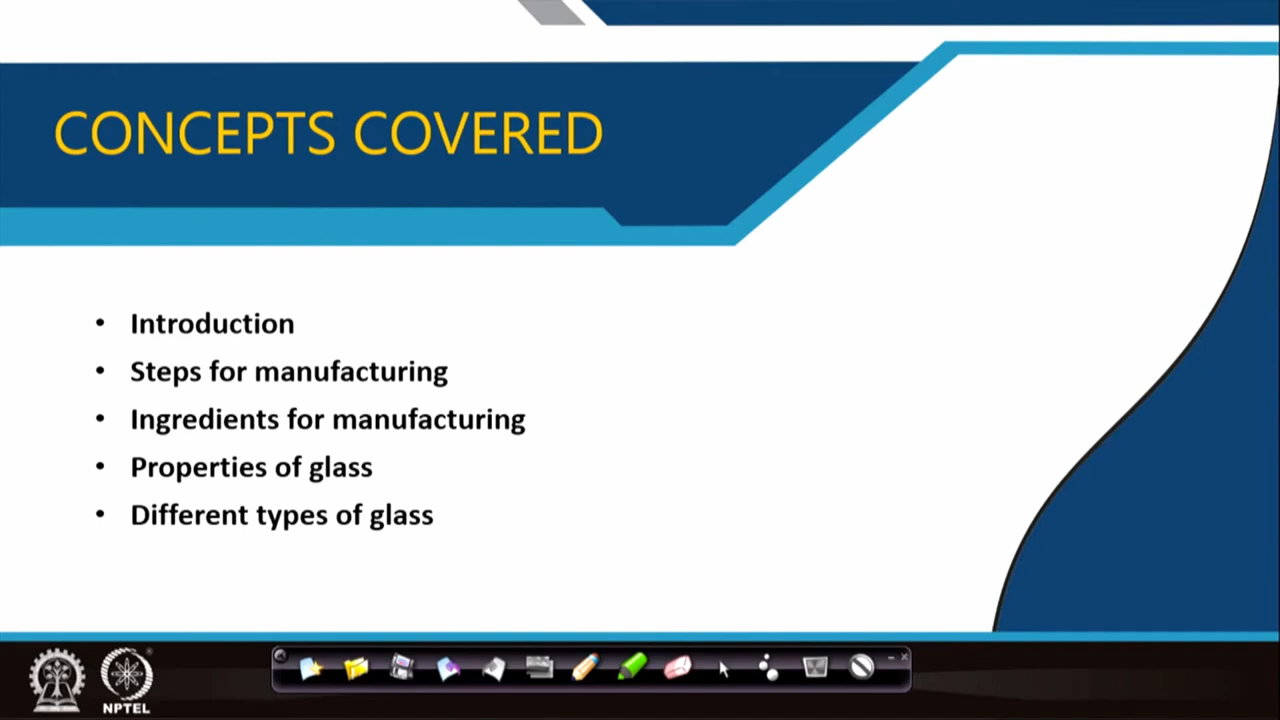 CONCEPTS COVERED
• Introduction
• Steps for manufacturing
• Ingredients for manufacturing
• Properties of glass
• Different types of glass
NPTEL